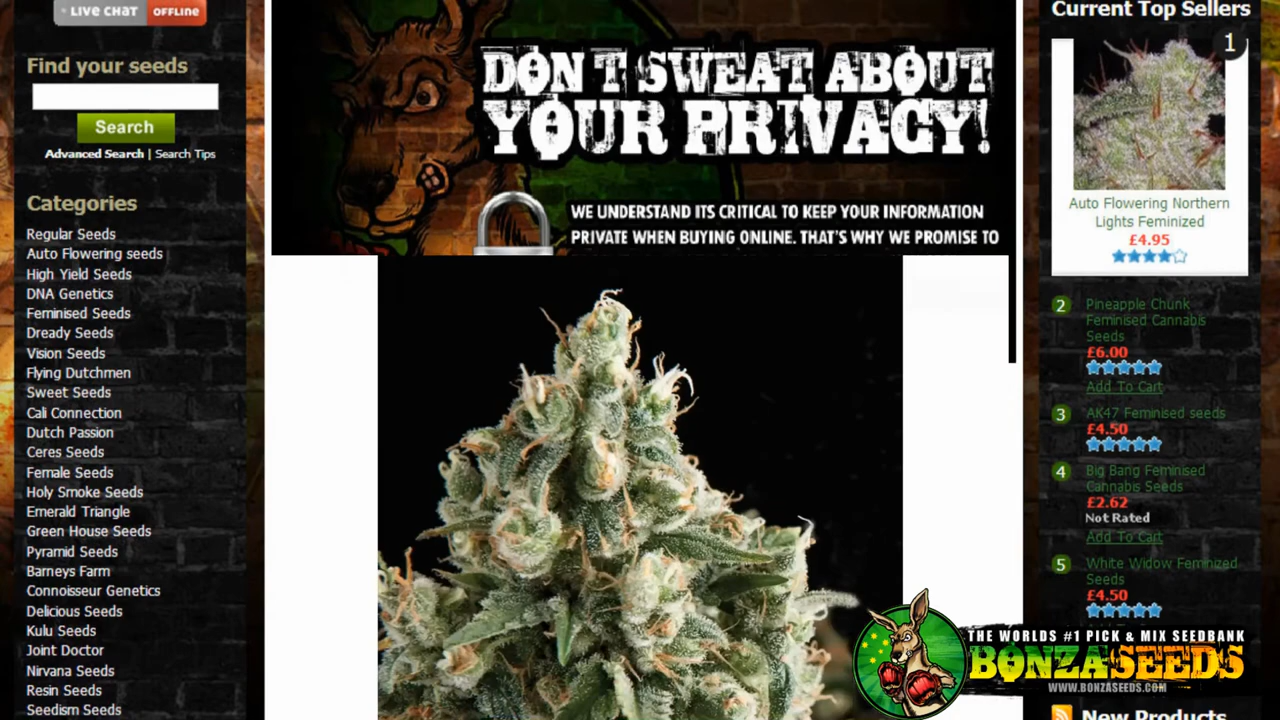 LIVE CHAT OFFLINE
Find your seeds
Search
Advanced Search | Search Tips
Categories
Regular Seeds
Auto Flowering seeds
High Yield Seeds
DNA Genetics
Feminised Seeds
Dready Seeds
Vision Seeds
Flying Dutchmen
Sweet Seeds
Cali Connection
Dutch Passion
Ceres Seeds
Female Seeds
Holy Smoke Seeds
Emerald Triangle
Green House Seeds
Pyramid Seeds
Barneys Farm
Connoisseur Genetics
Delicious Seeds
Kulu Seeds
Joint Doctor
Nirvana Seeds
Resin Seeds
Seedism Seeds
DON'T SWEAT ABOUT
YOUR PRIVACY!
WE UNDERSTAND ITS CRITICAL TO KEEP YOUR INFORMATION
PRIVATE WHEN BUYING ONLINE. THAT'S WHY WE PROMISE TO
Current Top Sellers
1
Auto Flowering Northern
Lights Feminized
£4.95
2 Pineapple Chunk
Feminised Cannabis
Seeds
£6.00
Add To Cart
3 AK47 Feminised seeds
£4.50
4 Big Bang Feminised
Cannabis Seeds
£2.62
Not Rated
Add To Cart
5 White Widow Feminized
Seeds
£4.50
THE WORLDS #1 PICK & MIX SEEDBANK
BONZASEEDS
WWW.BONZASEEDS.COM
New Products